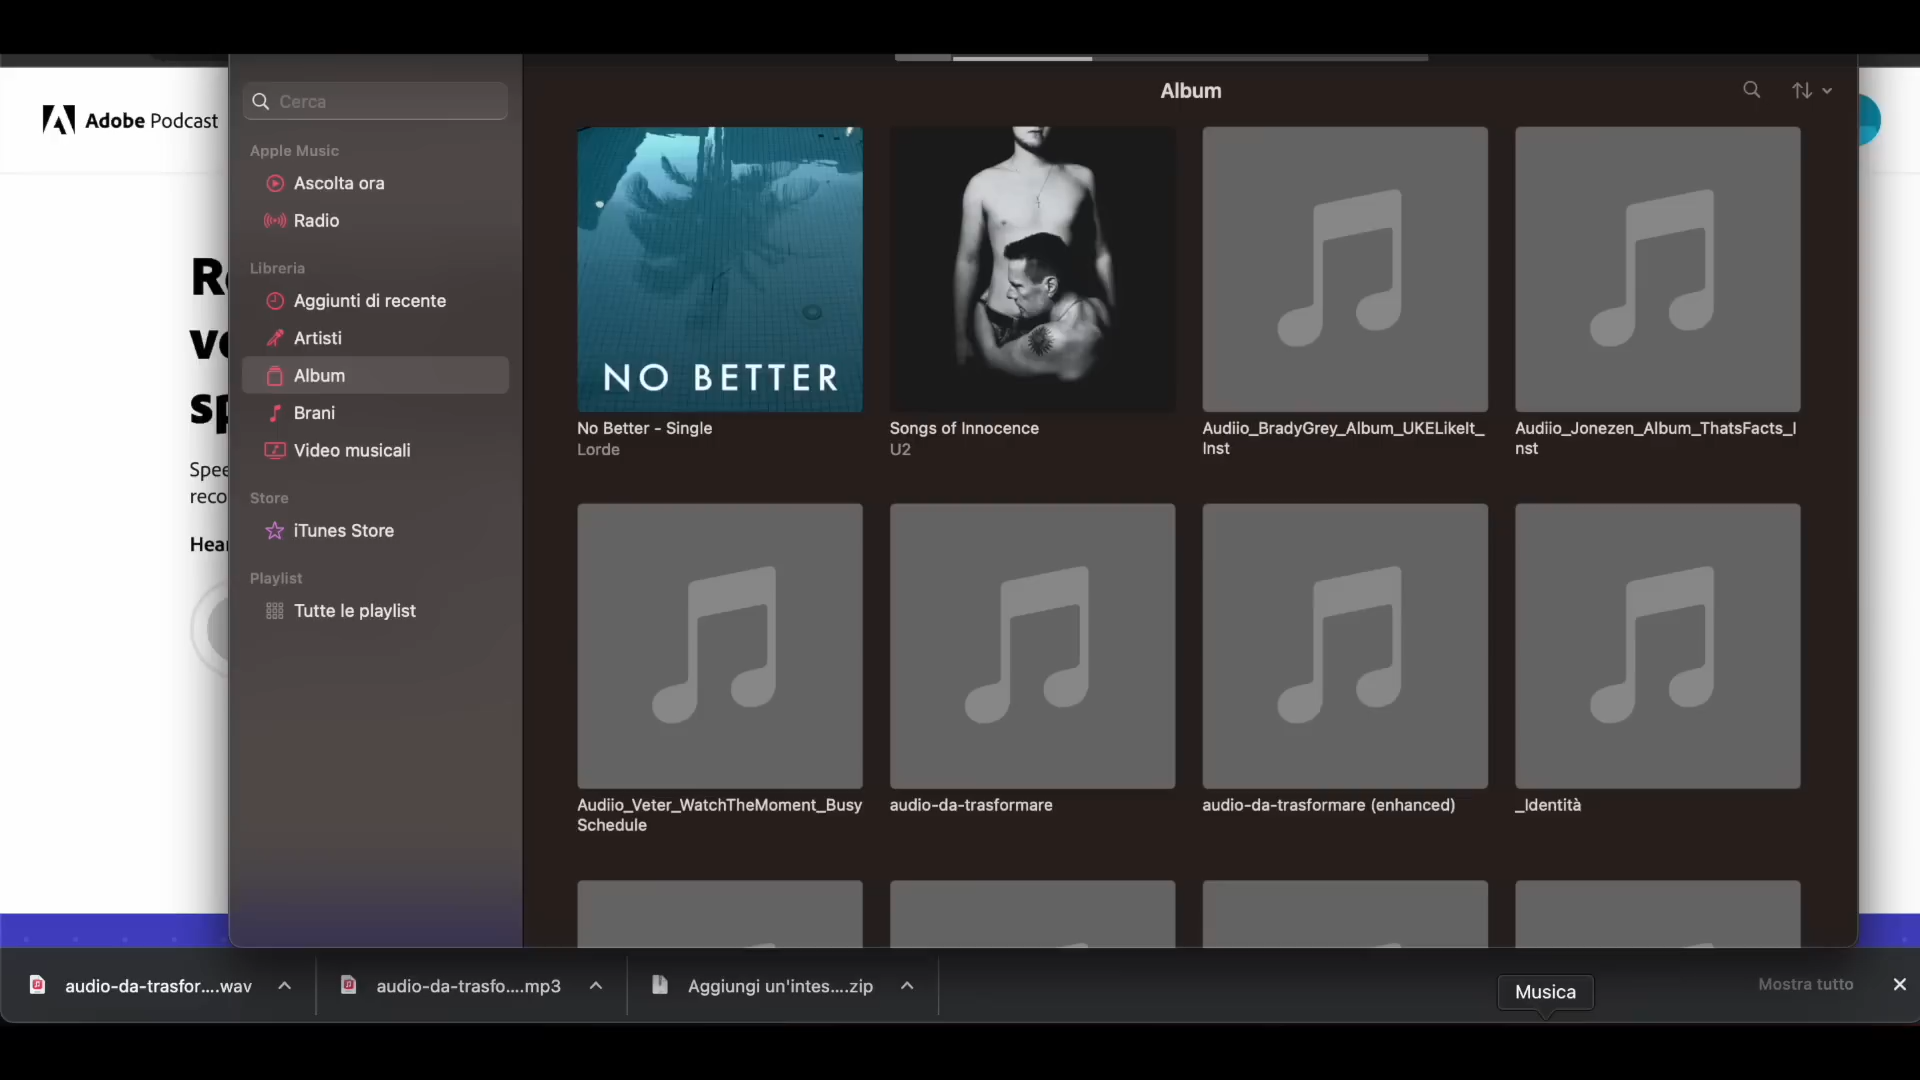 Adobe Podcast
Spee
reco
Hear
Cerca
Apple Music
Ascolta ora
Radio
Libreria
Aggiunti di recente
Artisti
Album
Brani
Video musicali
Store
iTunes Store
Playlist
Tutte le playlist
Album
NO BETTER
No Better - Single
Lorde
Songs of Innocence
U2
Audiio_BradyGrey_Album_UKELikeIt_
Inst
Audiio_Jonezen_Album_ThatsFacts_I
nst
Audiio_Veter_WatchTheMoment_Busy
Schedule
audio-da-trasformare
audio-da-trasformare (enhanced)
_Identità
audio-da-trasfor....wav
audio-da-trasfo....mp3
Aggiungi un'intes....zip
Musica
Mostra tutto